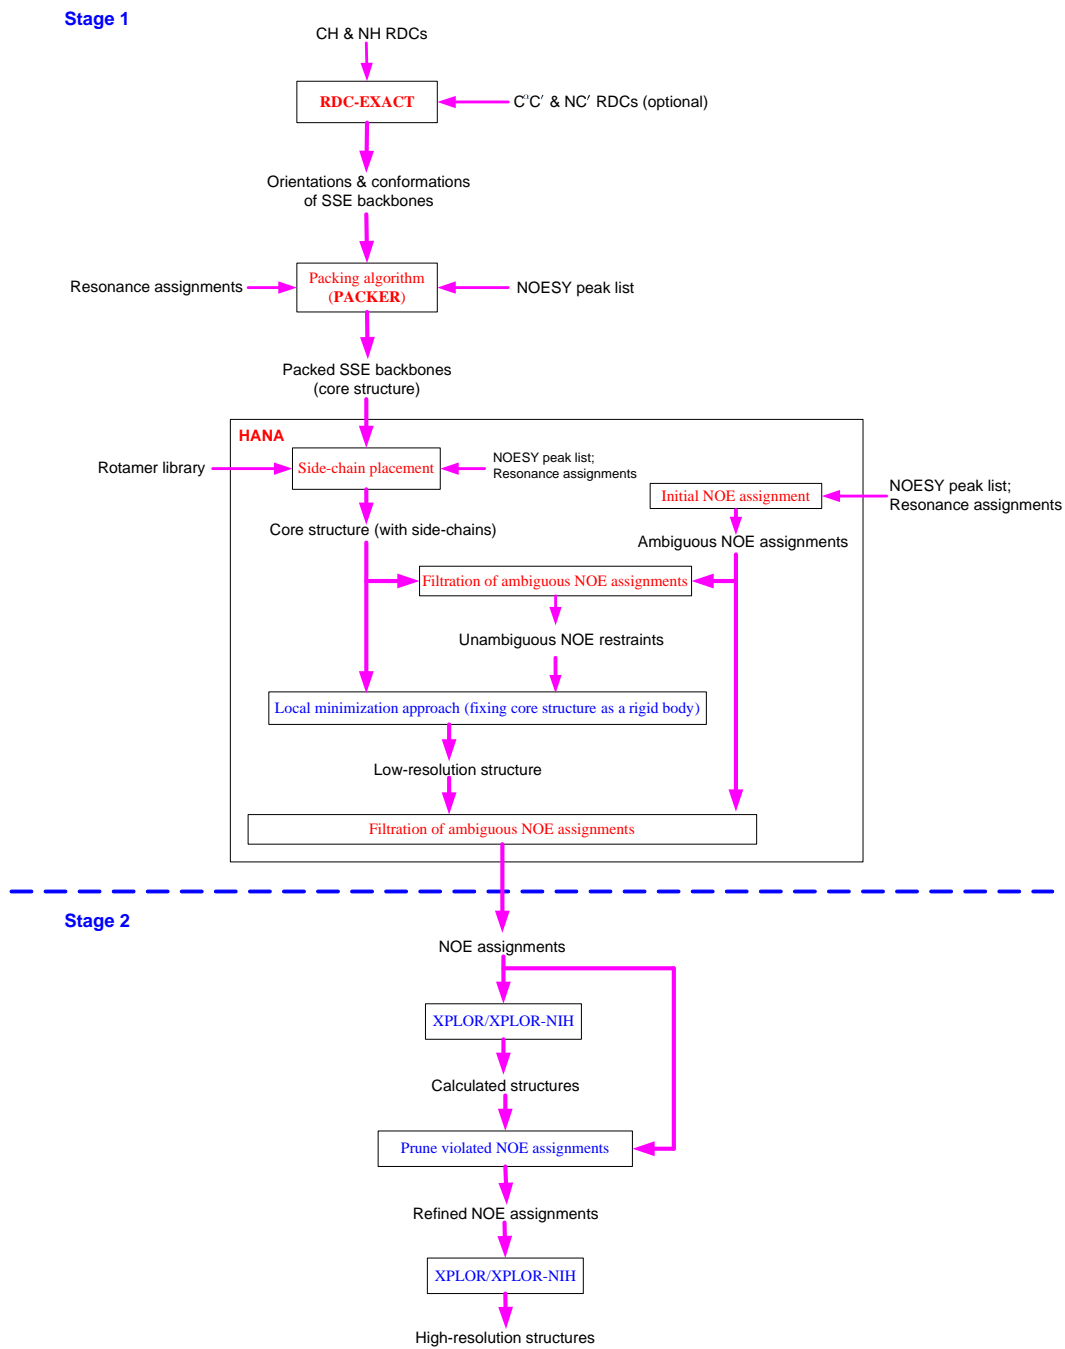 Stage 1
CH & NH RDCs
RDC-EXACT
CαC′ & NC′ RDCs (optional)
Orientations & conformations
of SSE backbones
Resonance assignments
Packing algorithm
(PACKER)
NOESY peak list
Packed SSE backbones
(core structure)
HANA
Rotamer library
Side-chain placement
NOESY peak list;
Resonance assignments
Initial NOE assignment
NOESY peak list;
Resonance assignments
Core structure (with side-chains)
Ambiguous NOE assignments
Filtration of ambiguous NOE assignments
Unambiguous NOE restraints
Local minimization approach (fixing core structure as a rigid body)
Low-resolution structure
Filtration of ambiguous NOE assignments
Stage 2
NOE assignments
XPLOR/XPLOR-NIH
Calculated structures
Prune violated NOE assignments
Refined NOE assignments
XPLOR/XPLOR-NIH
High-resolution structures